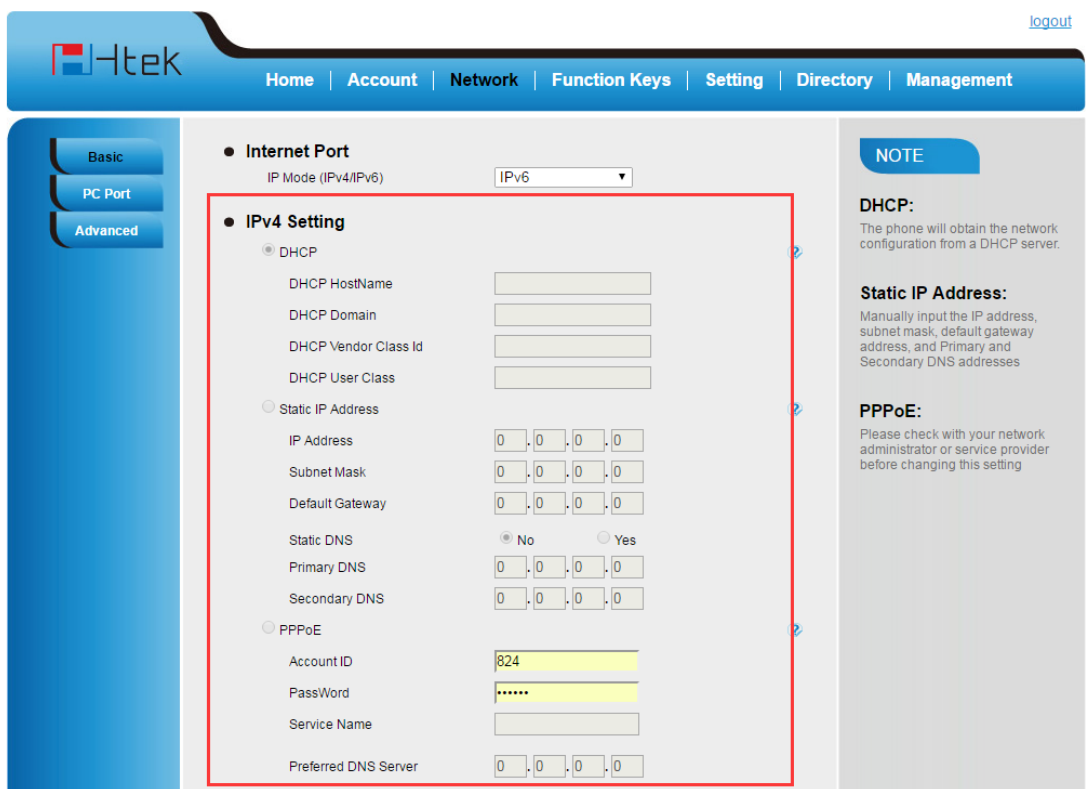 logout
Htek
Home Account Network Function Keys Setting Directory Management
Basic
PC Port
Advanced
Internet Port
IP Mode (IPv4/IPv6) IPv6
IPv4 Setting
DHCP
DHCP HostName
DHCP Domain
DHCP Vendor Class Id
DHCP User Class
Static IP Address
IP Address 0 . 0 . 0 . 0
Subnet Mask 0 . 0 . 0 . 0
Default Gateway 0 . 0 . 0 . 0
Static DNS No Yes
Primary DNS 0 . 0 . 0 . 0
Secondary DNS 0 . 0 . 0 . 0
PPPoE
Account ID 824
PassWord ••••••
Service Name
Preferred DNS Server 0 . 0 . 0 . 0
NOTE
DHCP:
The phone will obtain the network
configuration from a DHCP server.
Static IP Address:
Manually input the IP address,
subnet mask, default gateway
address, and Primary and
Secondary DNS addresses
PPPoE:
Please check with your network
administrator or service provider
before changing this setting